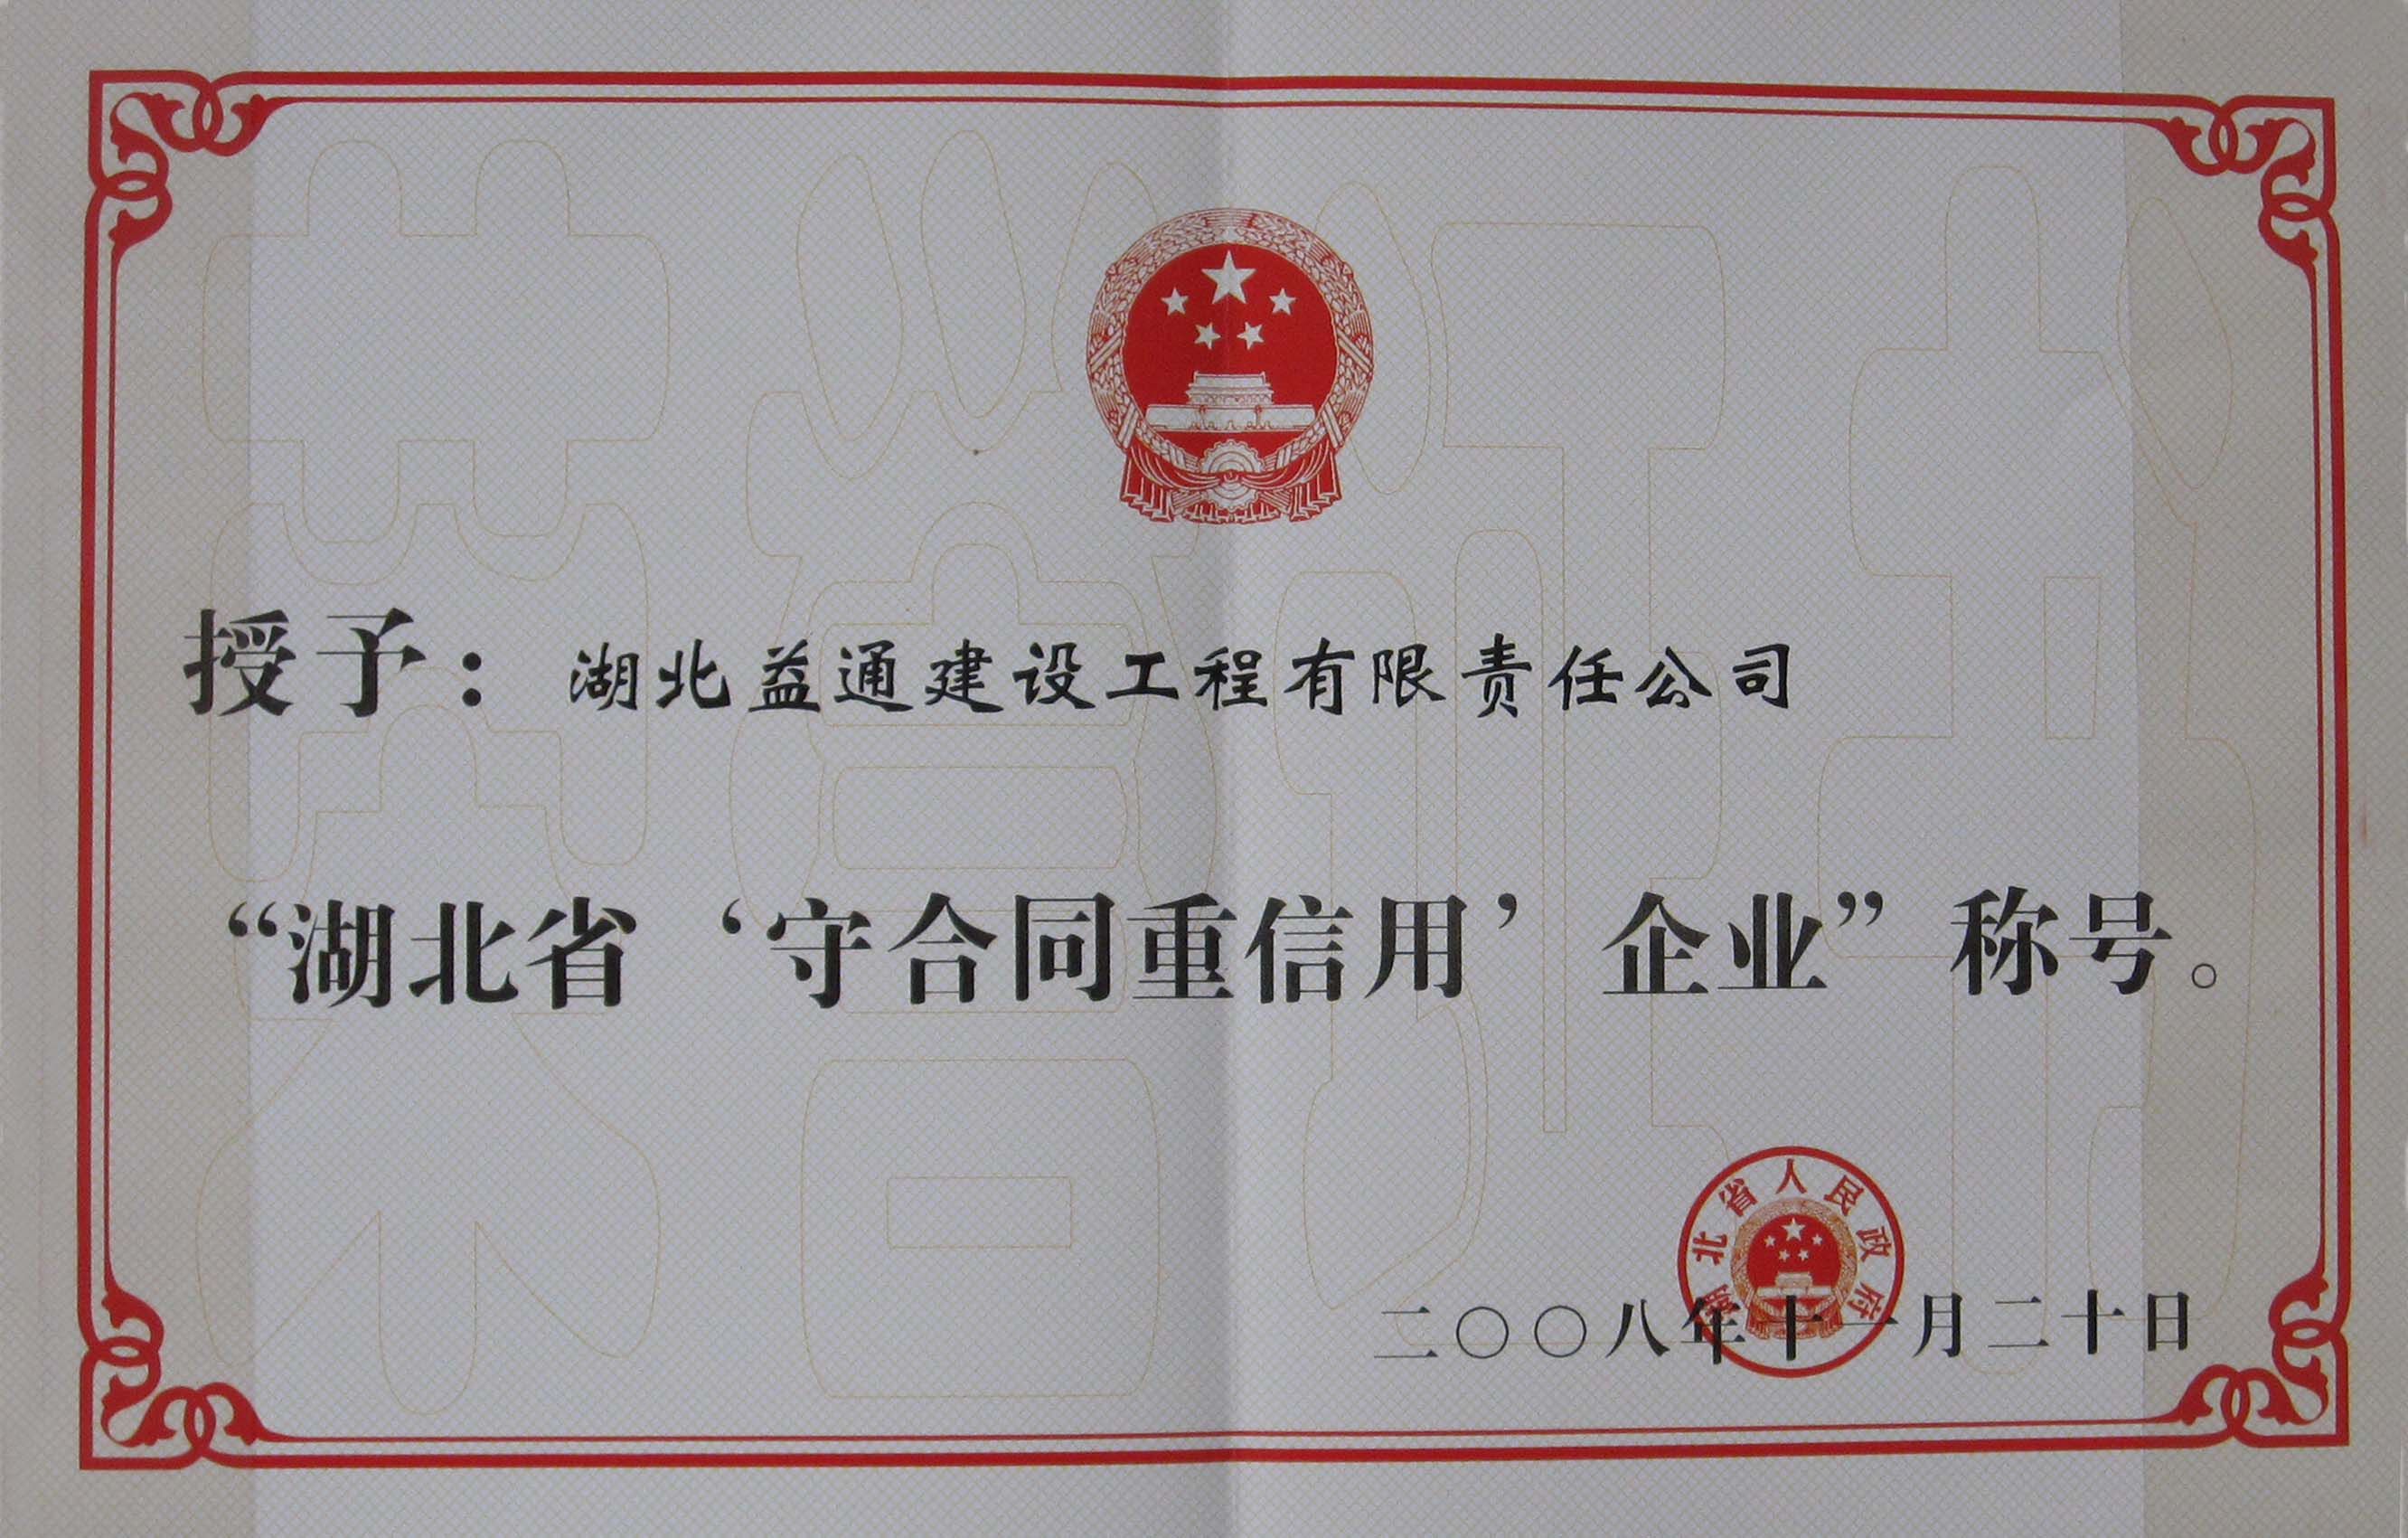 授予：湖北益通建设工程有限责任公司
“湖北省‘守合同重信用’企业”称号。
湖北省人民政府
二〇〇八年十一月二十日